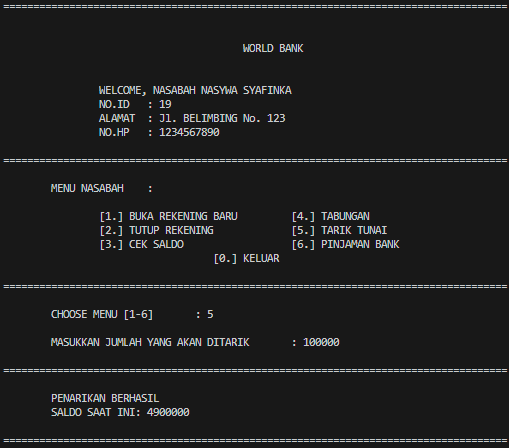 WORLD BANK
WELCOME, NASABAH NASYWA SYAFINKA
NO.ID : 19
ALAMAT : Jl. BELIMBING No. 123
NO.HP : 1234567890
MENU NASABAH :
[1.] BUKA REKENING BARU [4.] TABUNGAN
[2.] TUTUP REKENING [5.] TARIK TUNAI
[3.] CEK SALDO [6.] PINJAMAN BANK
[0.] KELUAR
CHOOSE MENU [1-6] : 5
MASUKKAN JUMLAH YANG AKAN DITARIK : 100000
PENARIKAN BERHASIL
SALDO SAAT INI: 4900000